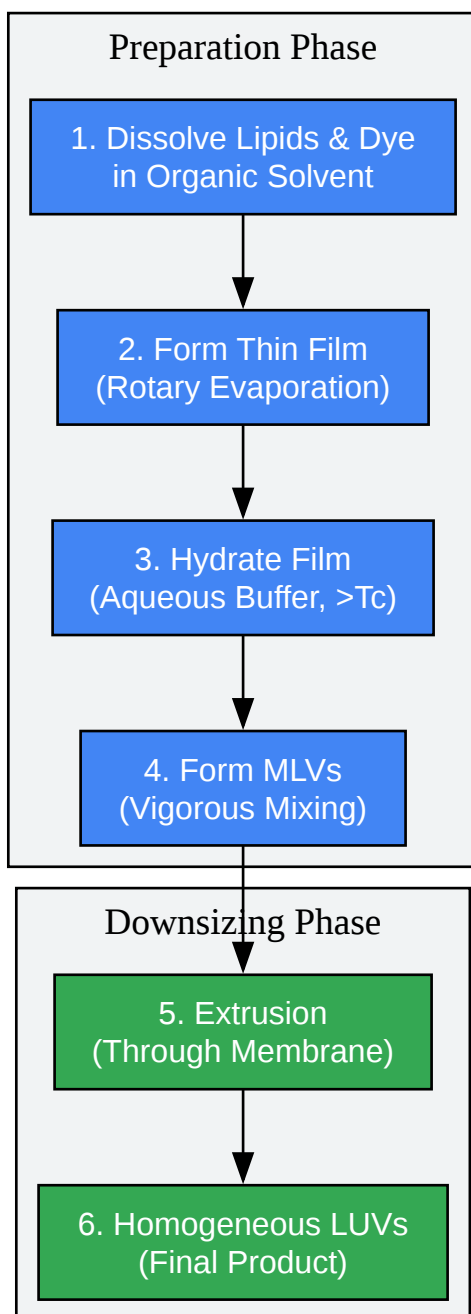 Preparation Phase
1. Dissolve Lipids & Dye
in Organic Solvent
2. Form Thin Film
(Rotary Evaporation)
3. Hydrate Film
(Aqueous Buffer, >Tc)
4. Form MLVs
(Vigorous Mixing)
Downsizing Phase
5. Extrusion
(Through Membrane)
6. Homogeneous LUVs
(Final Product)